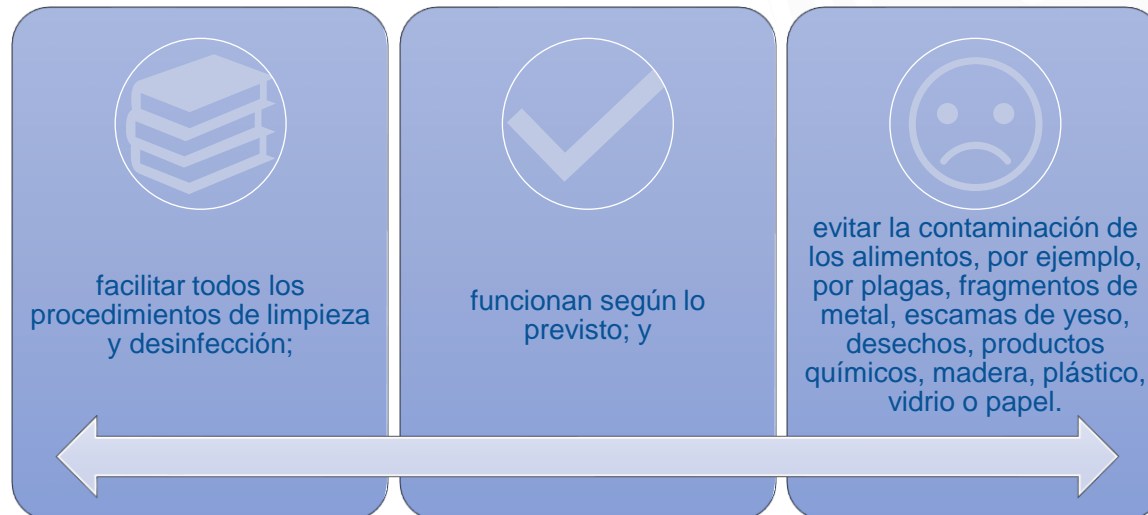 facilitar todos los
procedimientos de limpieza
y desinfección;
funcionan según lo
previsto; y
evitar la contaminación de
los alimentos, por ejemplo,
por plagas, fragmentos de
metal, escamas de yeso,
desechos, productos
químicos, madera, plástico,
vidrio o papel.